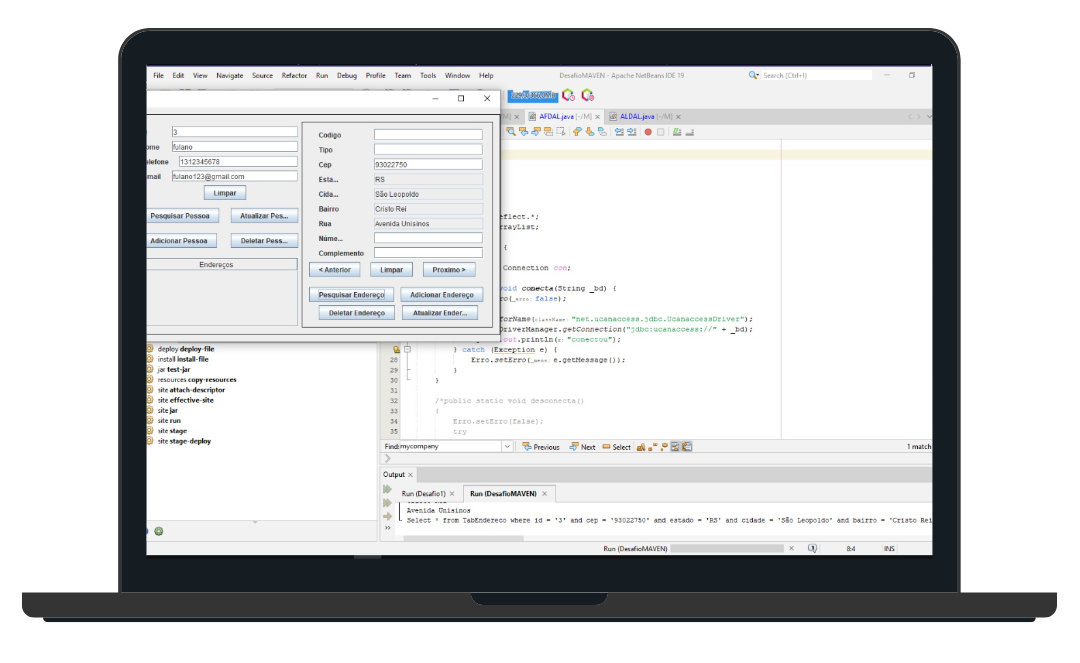 File Edit View Navigate Source Refactor Run Debug Profile Team Tools Window Help
DesafioMAVEN - Apache NetBeans IDE 19
Search (Ctrl+I)
AFDAL.java [-/M] × ALDAL.java [-/M] ×
3
fulano
1312345678
fulano123@gmail.com
Limpar
Pesquisar Pessoa Atualizar Pes...
Adicionar Pessoa Deletar Pess...
Endereços
Codigo
Tipo
Cep 93022750
Esta... RS
Cida... São Leopoldo
Bairro Cristo Rei
Rua Avenida Unisinos
Núme...
Complemento
< Anterior Limpar Proximo >
Pesquisar Endereço Adicionar Endereço
Deletar Endereço Atualizar Ender...
eflect.*;
rayList;
{
Connection con;
oid conecta(String _bd) {
ro(_erro: false);
forName(className: "net.ucanaccess.jdbc.UcanaccessDriver");
DriverManager.getConnection("jdbc:ucanaccess://" + _bd);
out.println(x: "conectou");
} catch (Exception e) {
28 Erro.setErro(_mens: e.getMessage());
29 }
30 }
31
32 /*public static void desconecta()
33 {
34 Erro.setErro(false);
35 try
deploy deploy-file
install install-file
jar test-jar
resources copy-resources
site attach-descriptor
site effective-site
site jar
site run
site stage
site stage-deploy
Find: mycompany Previous Next Select 1 match
Output ×
Run (Desafio1) × Run (DesafioMAVEN) ×
Avenida Unisinos
Select * from TabEndereco where id = '3' and cep = '93022750' and estado = 'RS' and cidade = 'São Leopoldo' and bairro = 'Cristo Rei
Run (DesafioMAVEN) × 8:4 INS